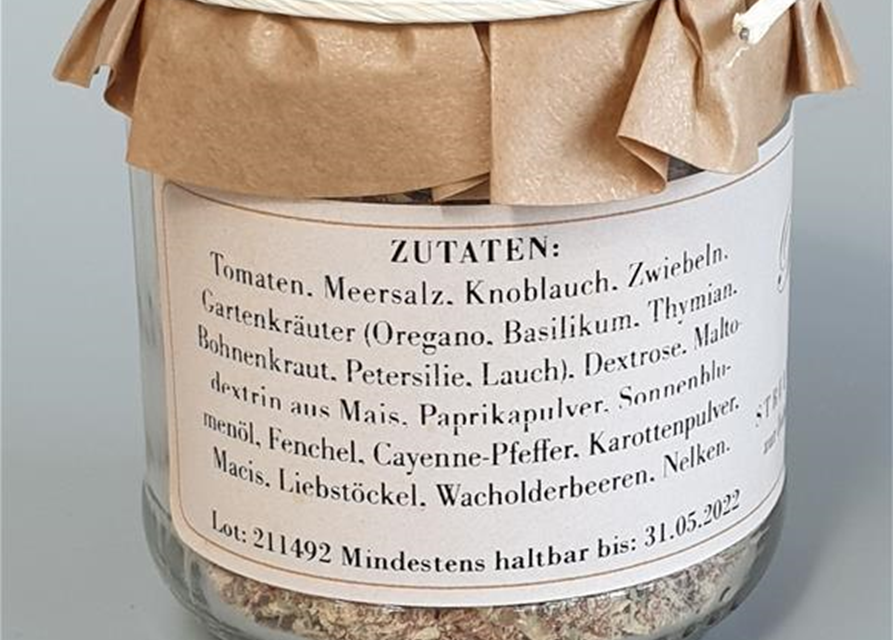 ZUTATEN:
Tomaten, Meersalz, Knoblauch, Zwiebeln,
Gartenkräuter (Oregano, Basilikum, Thymian,
Bohnenkraut, Petersilie, Lauch), Dextrose, Malto-
dextrin aus Mais, Paprikapulver, Sonnenblu-
menöl, Fenchel, Cayenne-Pfeffer, Karottenpulver,
Macis, Liebstöckel, Wacholderbeeren, Nelken.
Lot: 211492 Mindestens haltbar bis: 31.05.2022